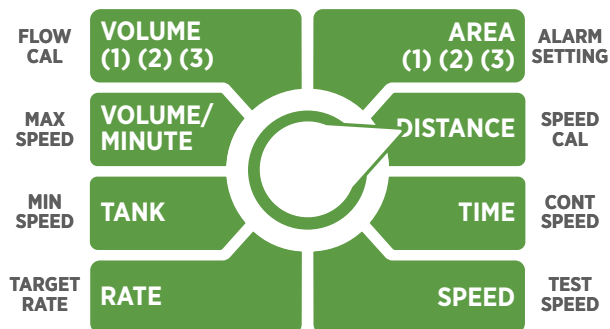 FLOW
CAL
VOLUME
(1) (2) (3)
AREA
(1) (2) (3)
ALARM
SETTING
MAX
SPEED
VOLUME/
MINUTE
DISTANCE
SPEED
CAL
MIN
SPEED
TANK
TIME
CONT
SPEED
TARGET
RATE
RATE
SPEED
TEST
SPEED